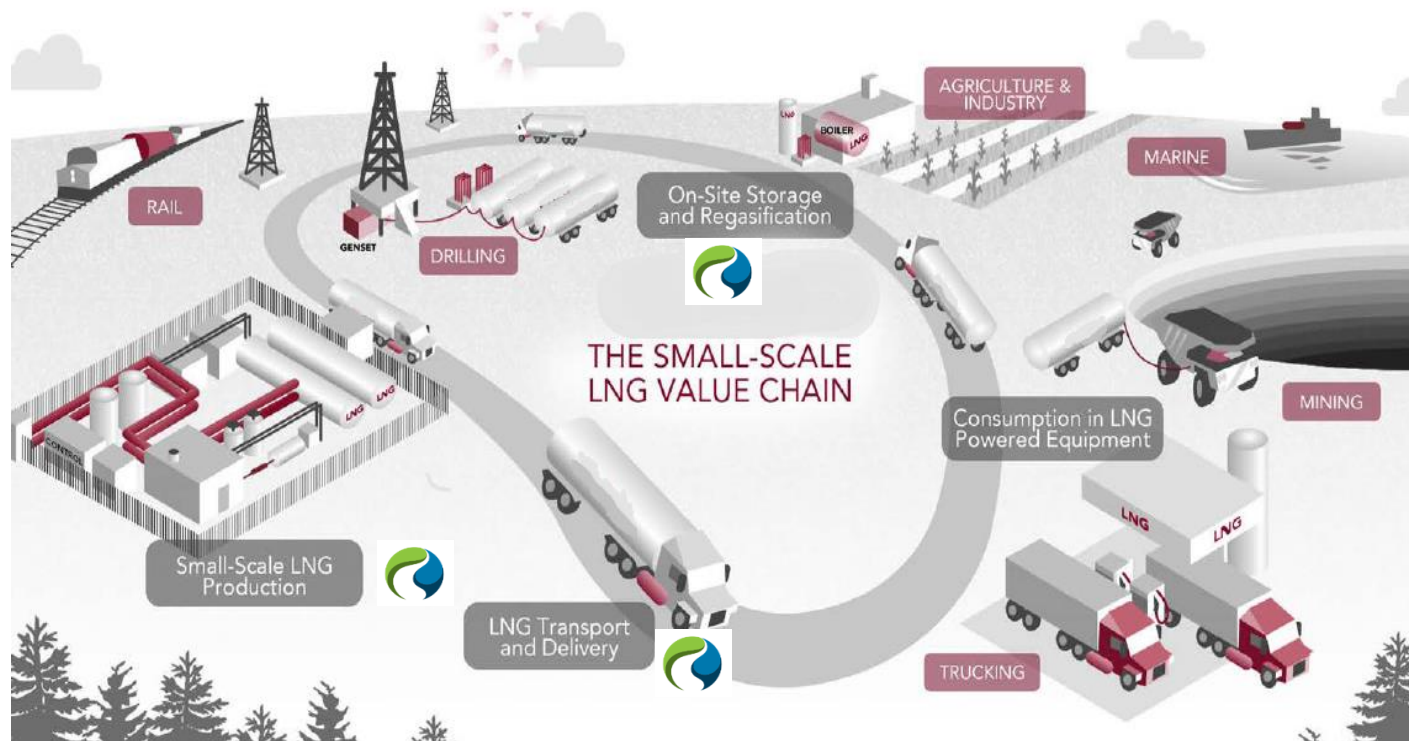 AGRICULTURE &
INDUSTRY
LNG
BOILER
LNG
MARINE
RAIL
On-Site Storage
and Regasification
GENSET
DRILLING
THE SMALL-SCALE
LNG VALUE CHAIN
LNG
LNG
CONTROL
MINING
Consumption in LNG
Powered Equipment
LNG
LNG
Small-Scale LNG
Production
LNG Transport
and Delivery
TRUCKING